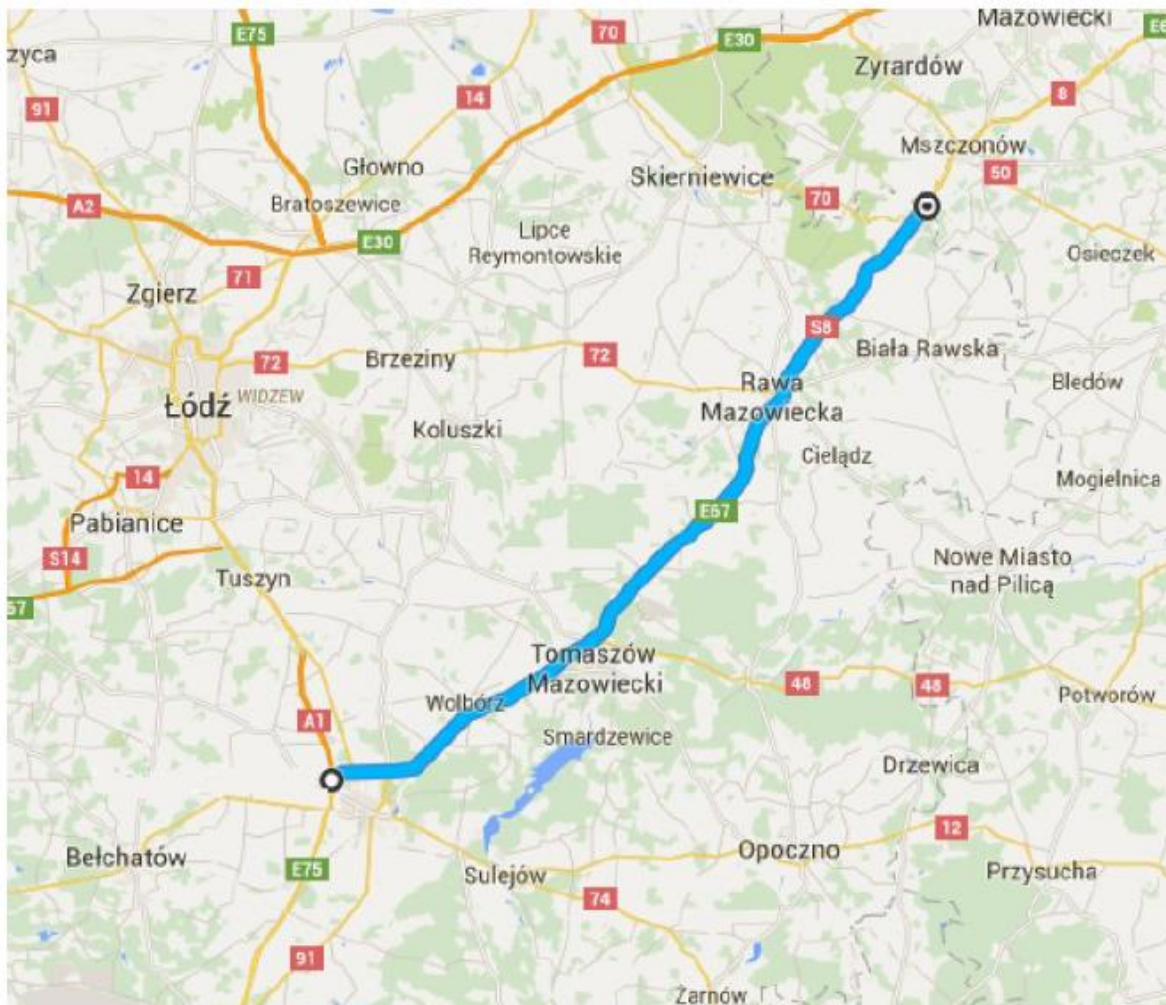 Mazowiecki
E75
70
E30
E6
zyca
Żyrardów
91
14
8
Mszczonów
Głowno
Skierniewice
50
A2
Bratoszewice
70
E30
Lipce
Reymontowskie
Osieczek
71
Zgierz
S8
Biała Rawska
72
Brzeziny
72
Rawa
Mazowiecka
Błedów
WIDZEW
Łódź
Koluszki
Cielądz
14
Mogielnica
Pabianice
E67
S14
Nowe Miasto
nad Pilicą
Tuszyn
67
Tomaszów
Mazowiecki
48
48
Potworów
Wolbórz
A1
Smardzewice
Drzewica
12
Bełchatów
Opoczno
E75
Sulejów
Przysucha
74
91
Żarnów